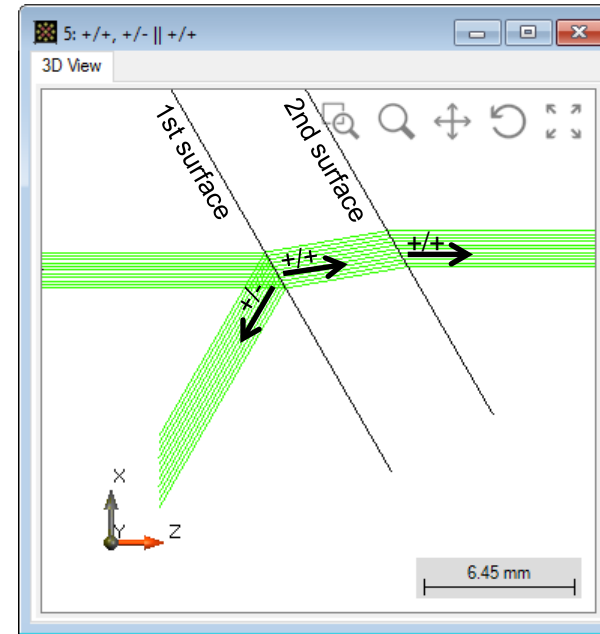 5: +/+, +/- || +/+
3D View
1st surface
2nd surface
+/+
+/+
+/-
X
Y
Z
6.45 mm